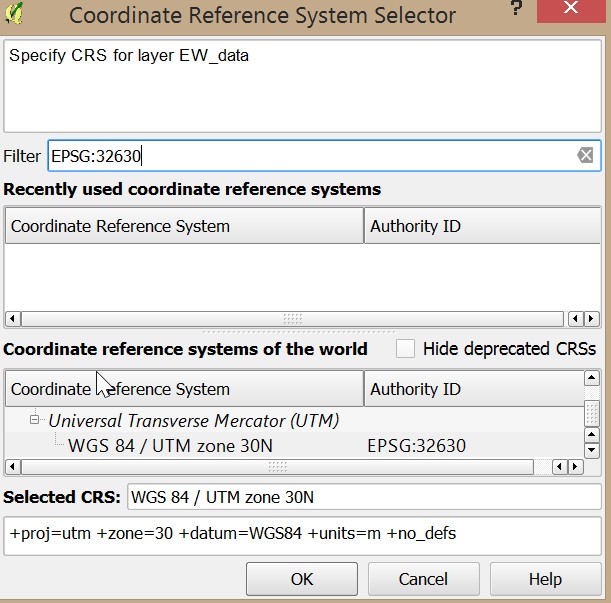 Coordinate Reference System Selector
?
Specify CRS for layer EW_data
Filter EPSG:32630
Recently used coordinate reference systems
Coordinate Reference System Authority ID
Coordinate reference systems of the world Hide deprecated CRSs
Coordinate Reference System Authority ID
Universal Transverse Mercator (UTM)
WGS 84 / UTM zone 30N EPSG:32630
Selected CRS: WGS 84 / UTM zone 30N
+proj=utm +zone=30 +datum=WGS84 +units=m +no_defs
OK Cancel Help